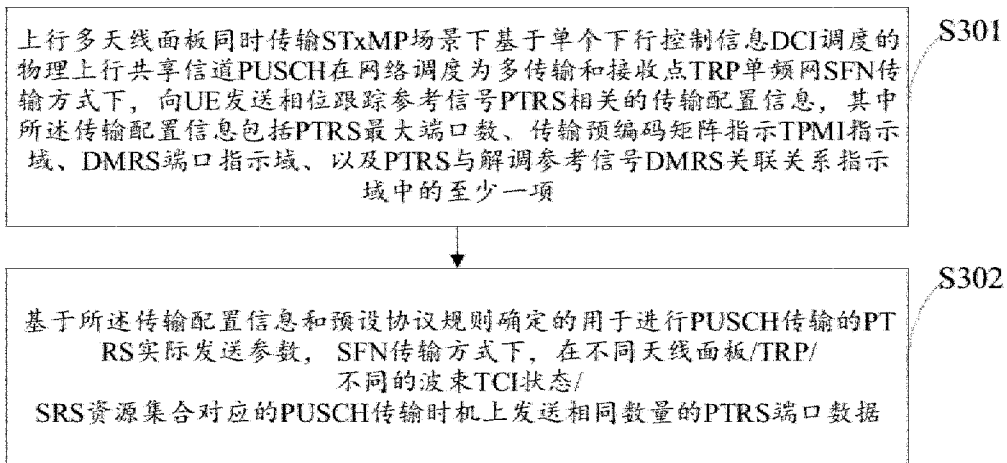 上行多天线面板同时传输STxMP场景下基于单个下行控制信息DCI调度的
物理上行共享信道PUSCH在网络调度为多传输和接收点TRP单频网SFN传
输方式下，向UE发送相位跟踪参考信号PTRS相关的传输配置信息，其中
所述传输配置信息包括PTRS最大端口数、传输预编码矩阵指示TPMI指示
域、DMRS端口指示域、以及PTRS与解调参考信号DMRS关联关系指示
域中的至少一项
S301
基于所述传输配置信息和预设协议规则确定的用于进行PUSCH传输的PT
RS实际发送参数， SFN传输方式下，在不同天线面板/TRP/
不同的波束TCI状态/
SRS资源集合对应的PUSCH传输时机上发送相同数量的PTRS端口数据
S302